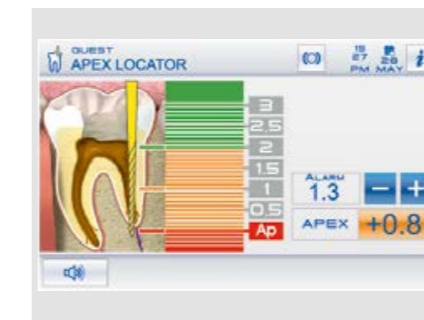 GUEST
APEX LOCATOR
15 27 PM
28 MAY
i
3
2.5
2
1.5
1
0.5
Ap
ALARM
1.3 - +
APEX +0.8